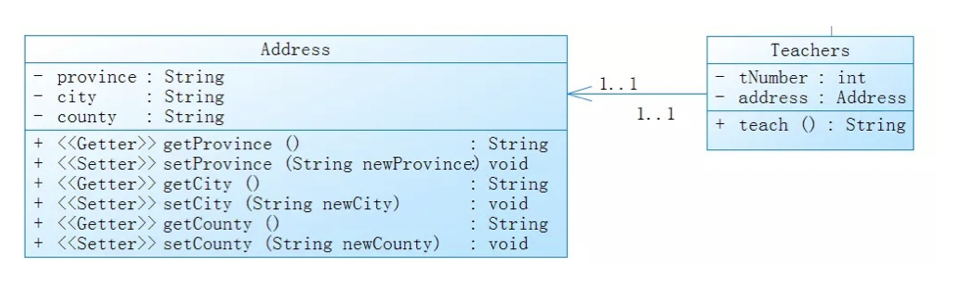 Address
- province : String
- city : String
- county : String
+ <<Getter>> getProvince () : String
+ <<Setter>> setProvince (String newProvince) : void
+ <<Getter>> getCity () : String
+ <<Setter>> setCity (String newCity) : void
+ <<Getter>> getCounty () : String
+ <<Setter>> setCounty (String newCounty) : void
1..1
1..1
Teachers
- tNumber : int
- address : Address
+ teach () : String